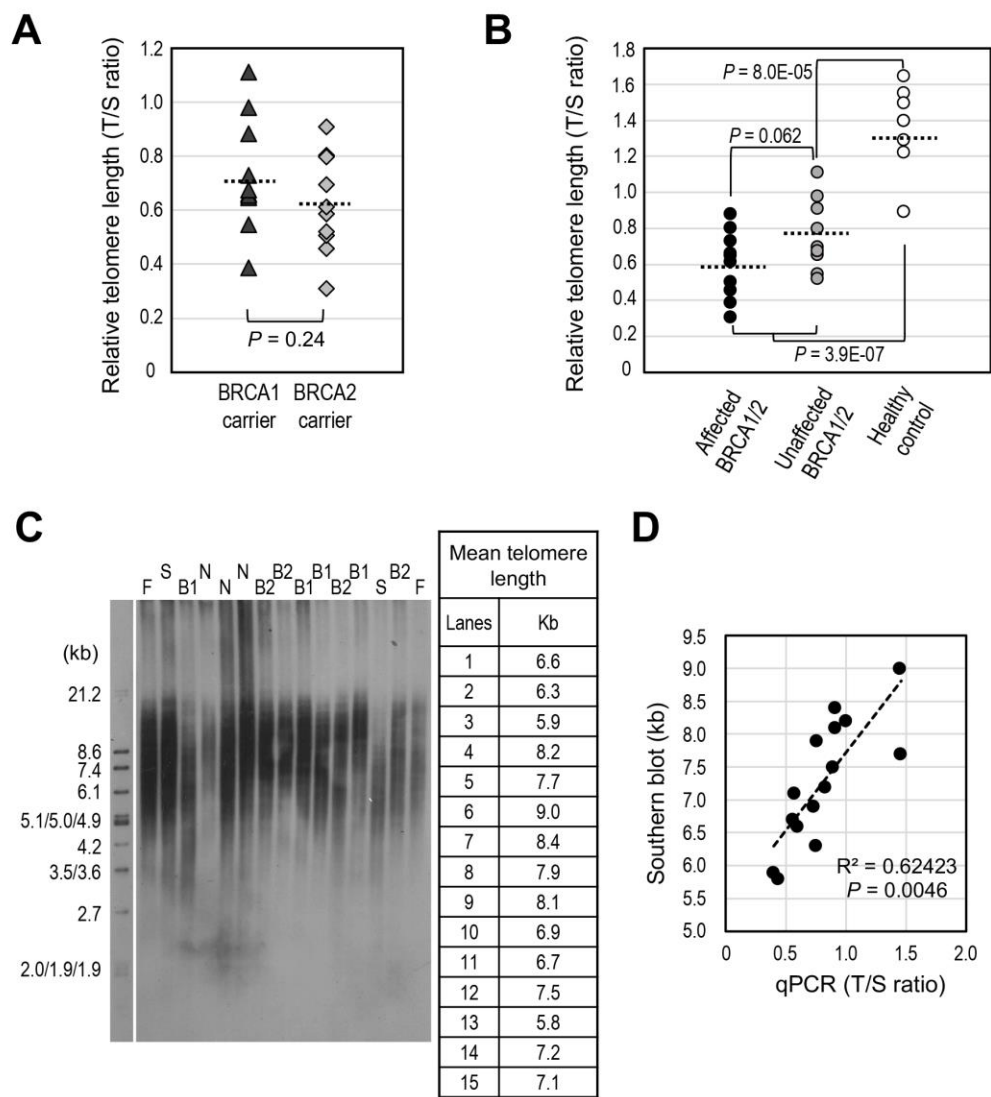 A
Relative telomere length (T/S ratio)
1.2
1.0
0.8
0.6
0.4
0.2
0
P = 0.24
BRCA1 carrier
BRCA2 carrier
B
Relative telomere length (T/S ratio)
1.8
1.6
1.4
1.2
1.0
0.8
0.6
0.4
0.2
0
P = 8.0E-05
P = 0.062
P = 3.9E-07
Affected BRCA1/2
Unaffected BRCA1/2
Healthy control
C
F S B1 N N N B2 B2 B1 B1 B2 B1 S B2 F
(kb)
21.2
8.6
7.4
6.1
5.1/5.0/4.9
4.2
3.5/3.6
2.7
2.0/1.9/1.9
Mean telomere
length
Lanes Kb
1 6.6
2 6.3
3 5.9
4 8.2
5 7.7
6 9.0
7 8.4
8 7.9
9 8.1
10 6.9
11 6.7
12 7.5
13 5.8
14 7.2
15 7.1
D
Southern blot (kb)
9.5
9.0
8.5
8.0
7.5
7.0
6.5
6.0
5.5
5.0
R² = 0.62423
P = 0.0046
0 0.5 1.0 1.5 2.0
qPCR (T/S ratio)